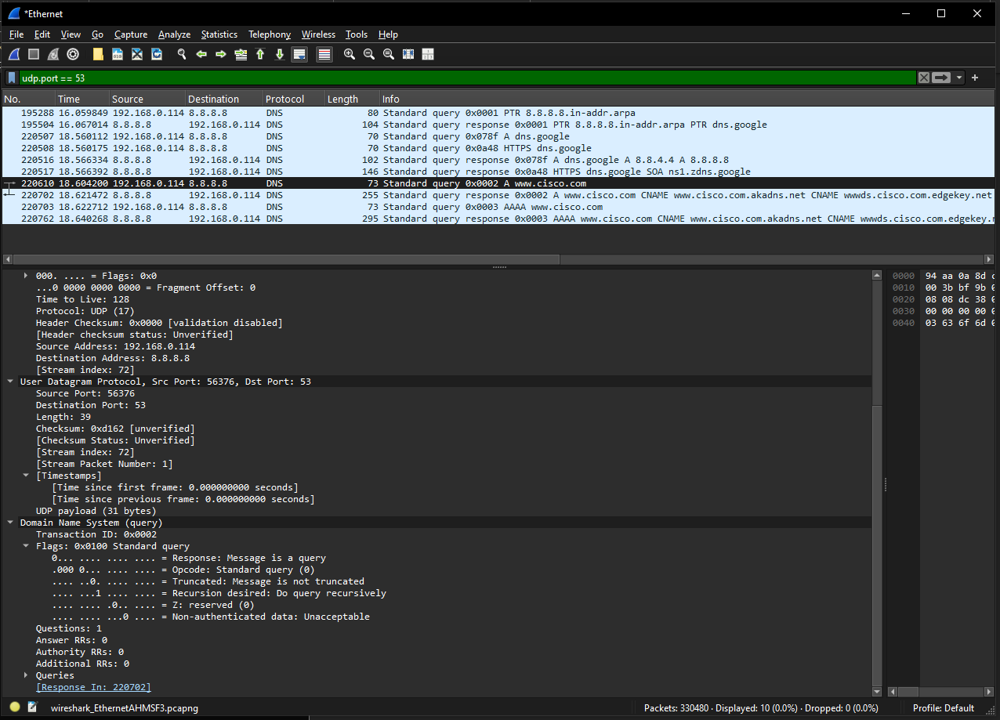 *Ethernet
File Edit View Go Capture Analyze Statistics Telephony Wireless Tools Help
udp.port == 53
No. Time Source Destination Protocol Length Info
195288 16.059849 192.168.0.114 8.8.8.8 DNS 80 Standard query 0x0001 PTR 8.8.8.8.in-addr.arpa
195504 16.067014 8.8.8.8 192.168.0.114 DNS 104 Standard query response 0x0001 PTR 8.8.8.8.in-addr.arpa PTR dns.google
220507 18.560112 192.168.0.114 8.8.8.8 DNS 70 Standard query 0x078f A dns.google
220508 18.560175 192.168.0.114 8.8.8.8 DNS 70 Standard query 0x0a48 HTTPS dns.google
220516 18.566334 8.8.8.8 192.168.0.114 DNS 102 Standard query response 0x078f A dns.google A 8.8.4.4 A 8.8.8.8
220517 18.566392 8.8.8.8 192.168.0.114 DNS 146 Standard query response 0x0a48 HTTPS dns.google SOA ns1.zdns.google
220610 18.604200 192.168.0.114 8.8.8.8 DNS 73 Standard query 0x0002 A www.cisco.com
220702 18.621472 8.8.8.8 192.168.0.114 DNS 255 Standard query response 0x0002 A www.cisco.com CNAME www.cisco.com.akadns.net CNAME wwwds.cisco.com.edgekey.net
220703 18.622712 192.168.0.114 8.8.8.8 DNS 73 Standard query 0x0003 AAAA www.cisco.com
220762 18.640268 8.8.8.8 192.168.0.114 DNS 295 Standard query response 0x0003 AAAA www.cisco.com CNAME www.cisco.com.akadns.net CNAME wwwds.cisco.com.edgekey.
000. .... = Flags: 0x0
...0 0000 0000 0000 = Fragment Offset: 0
Time to Live: 128
Protocol: UDP (17)
Header Checksum: 0x0000 [validation disabled]
[Header checksum status: Unverified]
Source Address: 192.168.0.114
Destination Address: 8.8.8.8
[Stream index: 72]
User Datagram Protocol, Src Port: 56376, Dst Port: 53
Source Port: 56376
Destination Port: 53
Length: 39
Checksum: 0xd162 [unverified]
[Checksum Status: Unverified]
[Stream index: 72]
[Stream Packet Number: 1]
[Timestamps]
[Time since first frame: 0.000000000 seconds]
[Time since previous frame: 0.000000000 seconds]
UDP payload (31 bytes)
Domain Name System (query)
Transaction ID: 0x0002
Flags: 0x0100 Standard query
0... .... .... .... = Response: Message is a query
.000 0... .... .... = Opcode: Standard query (0)
.... ..0. .... .... = Truncated: Message is not truncated
.... ...1 .... .... = Recursion desired: Do query recursively
.... .... .0.. .... = Z: reserved (0)
.... .... ...0 .... = Non-authenticated data: Unacceptable
Questions: 1
Answer RRs: 0
Authority RRs: 0
Additional RRs: 0
Queries
[Response In: 220702]
0000 94 aa 0a 8d
0010 00 3b bf 9b
0020 08 08 dc 38
0030 00 00 00 00
0040 03 63 6f 6d
wireshark_EthernetAHMSF3.pcapng
Packets: 330480 · Displayed: 10 (0.0%) · Dropped: 0 (0.0%)
Profile: Default